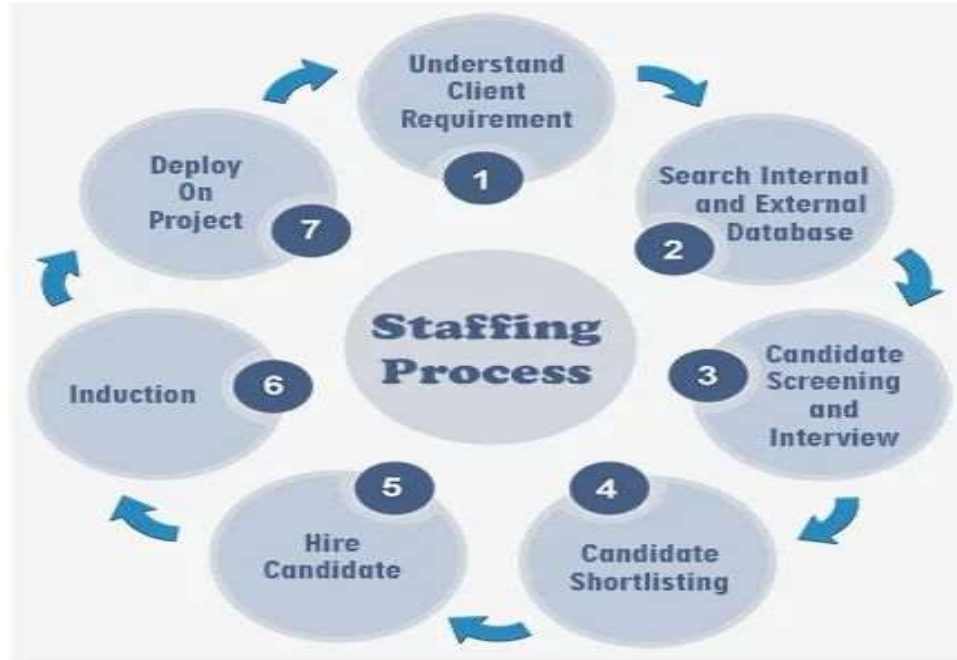 Understand
Client
Requirement
1
Search Internal
and External
Database
2
Candidate
Screening
and
Interview
3
Candidate
Shortlisting
4
Hire
Candidate
5
Induction
6
Deploy
On
Project
7
Staffing
Process